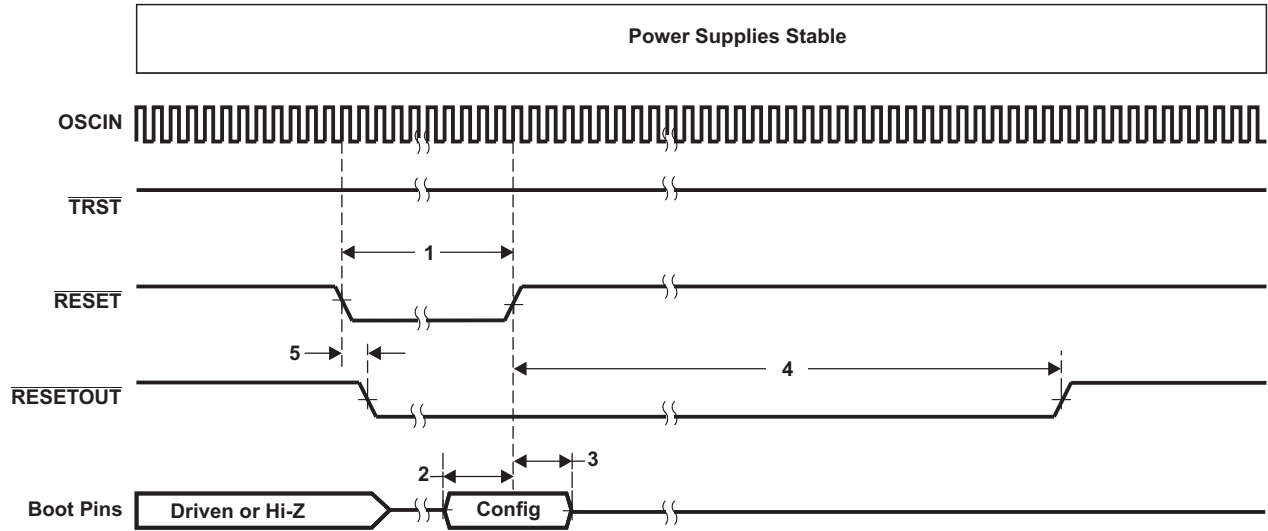 Power Supplies Stable
OSCIN
TRST
1
RESET
5
4
RESETOUT
2
3
Boot Pins
Driven or Hi-Z
Config